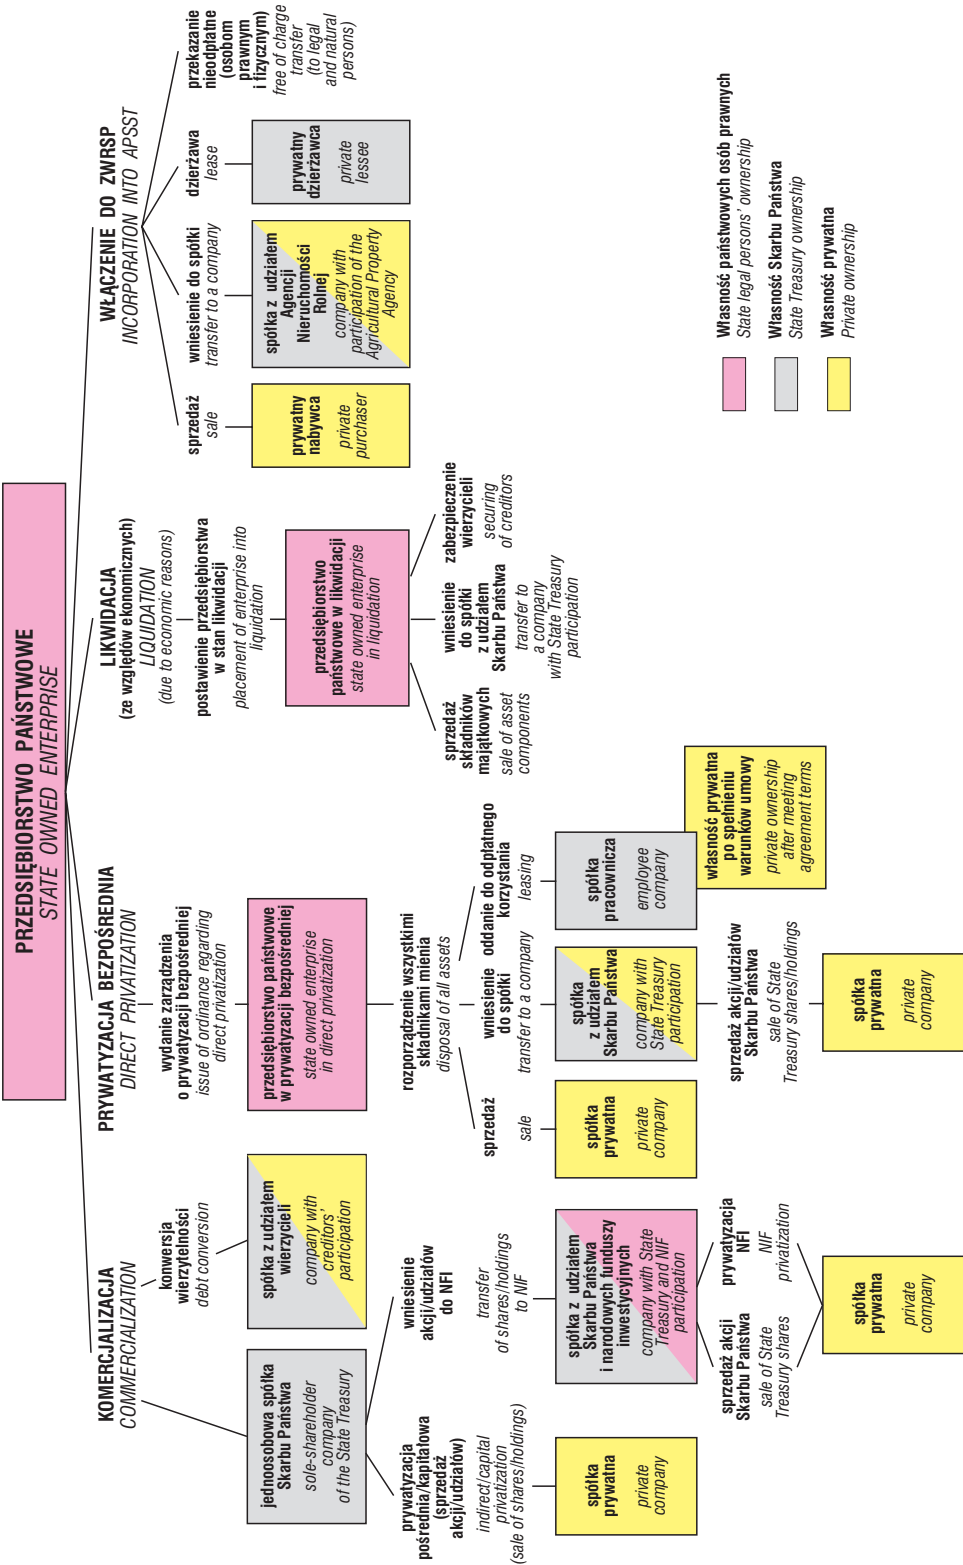 PRZEDSIĘBIORSTWO PAŃSTWOWE
STATE OWNED ENTERPRISE
KOMERCJALIZACJA
COMMERCIALIZATION
jednoosobowa spółka
Skarbu Państwa
sole-shareholder
company
of the State Treasury
konwersja
wierzytelności
debt conversion
spółka z udziałem
wierzycieli
company with
creditors'
participation
prywatyzacja
pośrednia/kapitałowa
(sprzedaż
akcji/udziałów)
indirect/capital
privatization
(sale of shares/holdings)
spółka
prywatna
private
company
wniesienie
akcji/udziałów
do NFI
transfer
of shares/holdings
to NIF
spółka z udziałem
Skarbu Państwa
i narodowych funduszy
inwestycyjnych
company with State
Treasury and NIF
participation
sprzedaż akcji
Skarbu Państwa
sale of State
Treasury shares
prywatyzacja
NFI
NIF
privatization
spółka
prywatna
private
company
PRYWATYZACJA BEZPOŚREDNIA
DIRECT PRIVATIZATION
wydanie zarządzenia
o prywatyzacji bezpośredniej
issue of ordinance regarding
direct privatization
przedsiębiorstwo państwowe
w prywatyzacji bezpośredniej
state owned enterprise
in direct privatization
rozporządzenie wszystkimi
składnikami mienia
disposal of all assets
sprzedaż
sale
spółka
prywatna
private
company
wniesienie
do spółki
transfer to a company
spółka
z udziałem
Skarbu Państwa
company with
State Treasury
participation
sprzedaż akcji/udziałów
Skarbu Państwa
sale of State
Treasury shares/holdings
spółka
prywatna
private
company
oddanie do odpłatnego
korzystania
leasing
spółka
pracownicza
employee
company
własność prywatna
po spełnieniu
warunków umowy
private ownership
after meeting
agreement terms
LIKWIDACJA
(ze względów ekonomicznych)
LIQUIDATION
(due to economic reasons)
postawienie przedsiębiorstwa
w stan likwidacji
placement of enterprise into
liquidation
przedsiębiorstwo
państwowe w likwidacji
state owned enterprise
in liquidation
sprzedaż
składników
majątkowych
sale of asset
components
wniesienie
do spółki
z udziałem
Skarbu Państwa
transfer to
a company
with State Treasury
participation
zabezpieczenie
wierzycieli
securing
of creditors
WŁĄCZENIE DO ZWRSP
INCORPORATION INTO APSST
sprzedaż
sale
prywatny
nabywca
private
purchaser
wniesienie do spółki
transfer to a company
spółka z udziałem
Agencji
Nieruchomości
Rolnej
company with
participation of the
Agricultural Property
Agency
dzierżawa
lease
prywatny
dzierżawca
private
lessee
przekazanie
nieodpłatne
(osobom
prawnym
i fizycznym)
free of charge
transfer
(to legal
and natural
persons)
Własność państwowych osób prawnych
State legal persons' ownership
Własność Skarbu Państwa
State Treasury ownership
Własność prywatna
Private ownership